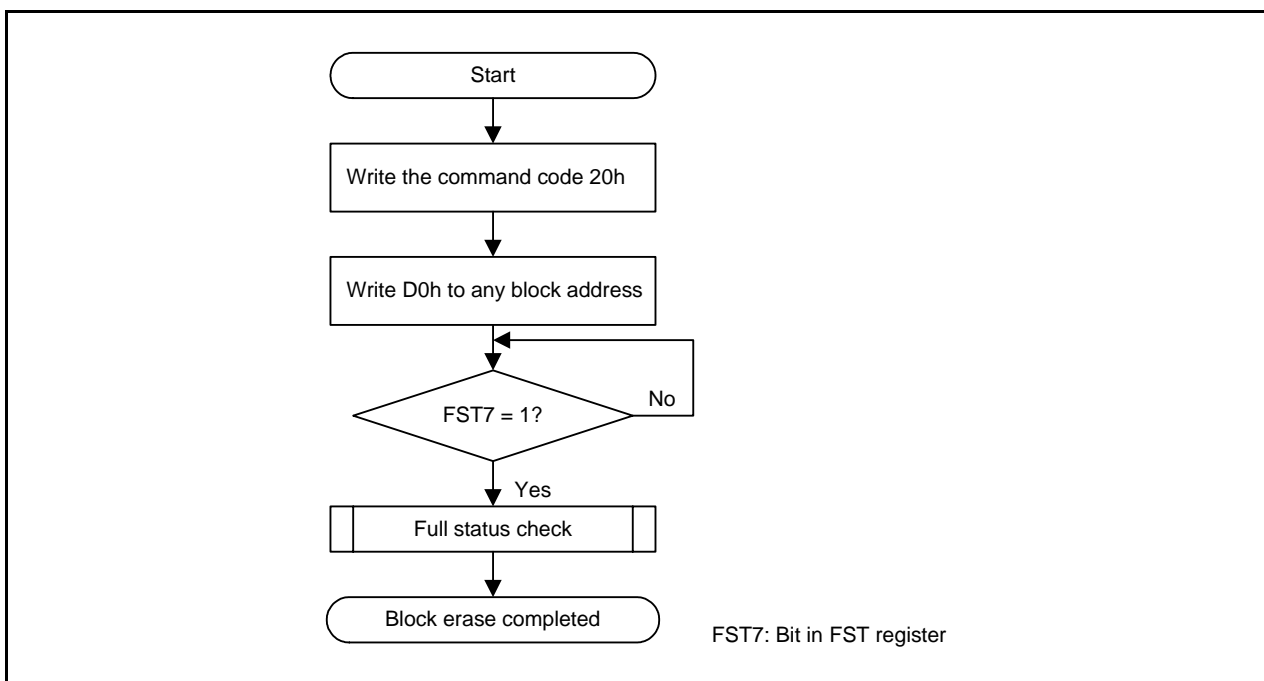 Start
Write the command code 20h
Write D0h to any block address
FST7 = 1?
No
Yes
Full status check
Block erase completed
FST7: Bit in FST register